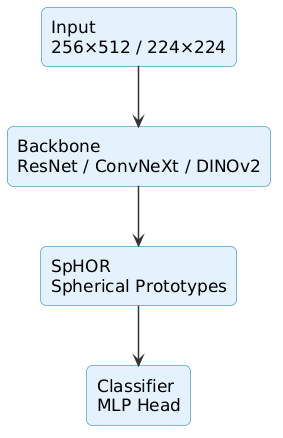 Input
256×512 / 224×224
Backbone
ResNet / ConvNeXt / DINOv2
SpHOR
Spherical Prototypes
Classifier
MLP Head